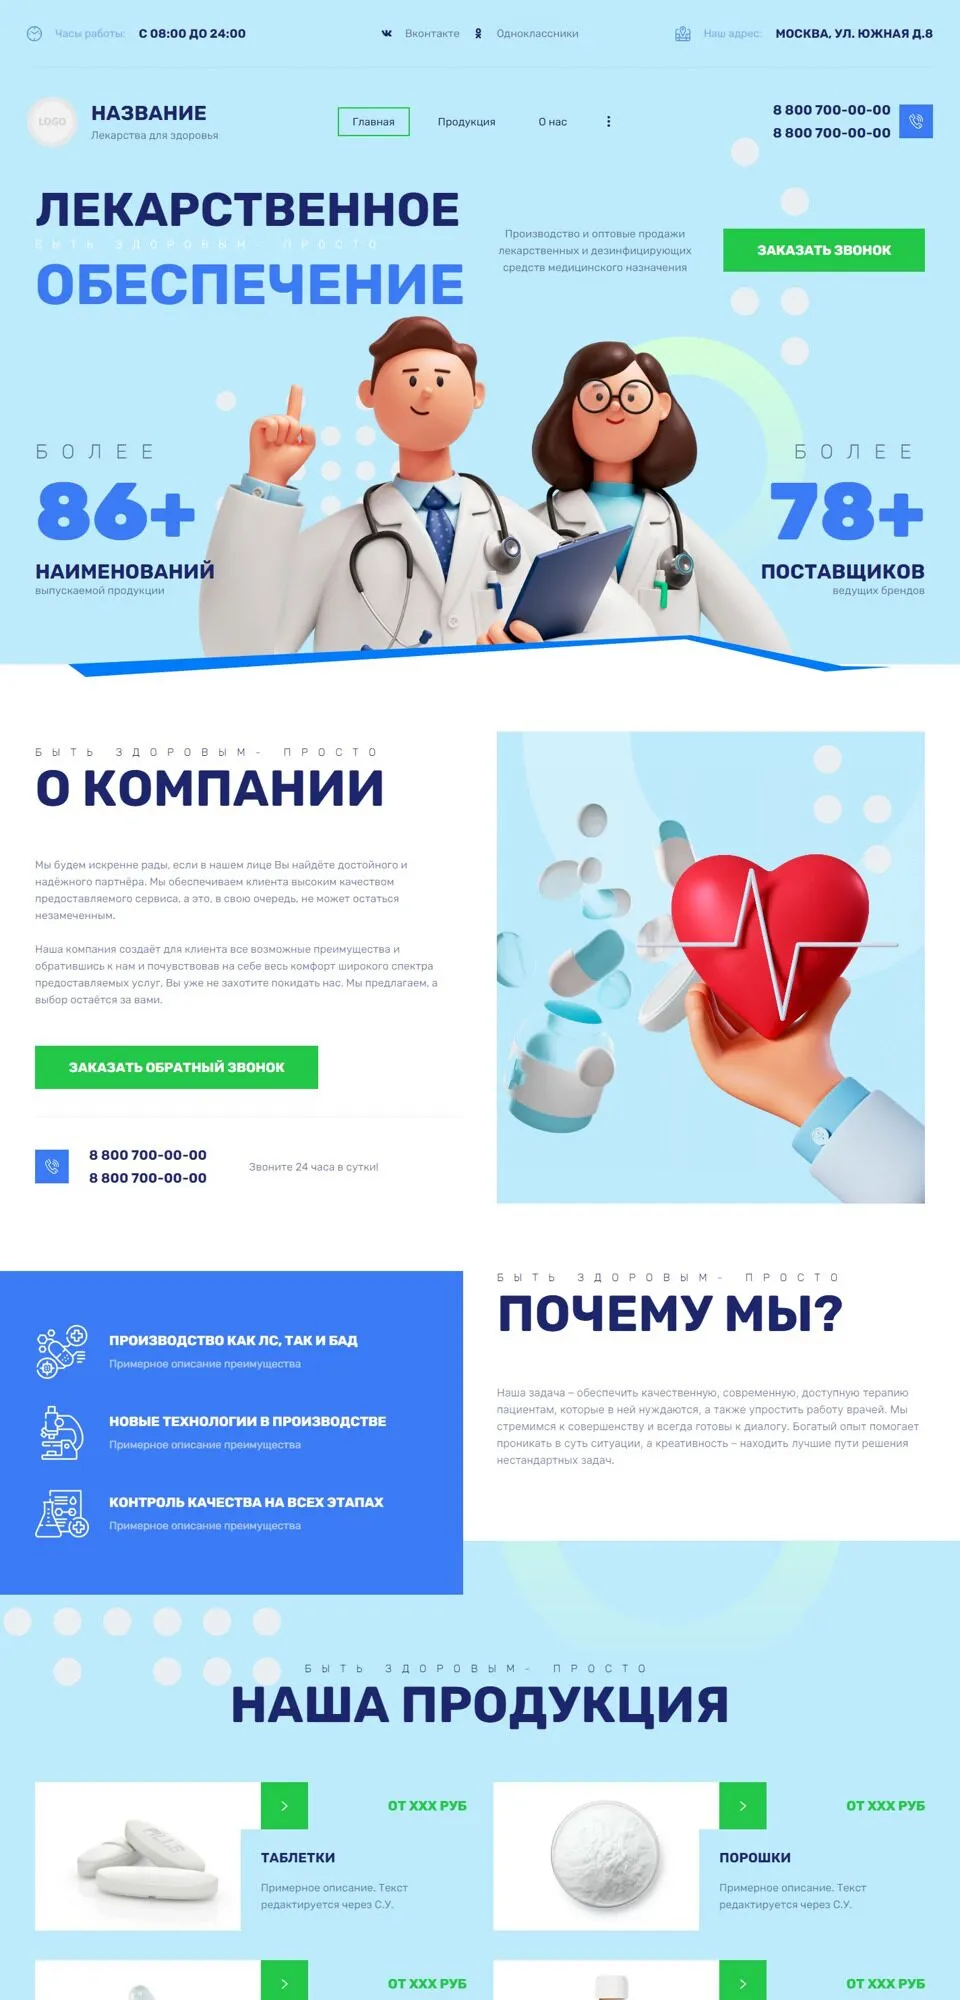 Часы работы: С 08:00 ДО 24:00
Вконтакте Одноклассники
Наш адрес: МОСКВА, УЛ. ЮЖНАЯ Д.8
LOGO
НАЗВАНИЕ
Лекарства для здоровья
Главная Продукция О нас
8 800 700-00-00
8 800 700-00-00
ЛЕКАРСТВЕННОЕ
БЫТЬ ЗДОРОВЫМ- ПРОСТО
ОБЕСПЕЧЕНИЕ
Производство и оптовые продажи
лекарственных и дезинфицирующих
средств медицинского назначения
ЗАКАЗАТЬ ЗВОНОК
БОЛЕЕ
86+
НАИМЕНОВАНИЙ
выпускаемой продукции
БОЛЕЕ
78+
ПОСТАВЩИКОВ
ведущих брендов
БЫТЬ ЗДОРОВЫМ- ПРОСТО
О КОМПАНИИ
Мы будем искренне рады, если в нашем лице Вы найдёте достойного и
надёжного партнёра. Мы обеспечиваем клиента высоким качеством
предоставляемого сервиса, а это, в свою очередь, не может остаться
незамеченным.
Наша компания создаёт для клиента все возможные преимущества и
обратившись к нам и почувствовав на себе весь комфорт широкого спектра
предоставляемых услуг, Вы уже не захотите покидать нас. Мы предлагаем, а
выбор остаётся за вами.
ЗАКАЗАТЬ ОБРАТНЫЙ ЗВОНОК
8 800 700-00-00
8 800 700-00-00
Звоните 24 часа в сутки!
ПРОИЗВОДСТВО КАК ЛС, ТАК И БАД
Примерное описание преимущества
НОВЫЕ ТЕХНОЛОГИИ В ПРОИЗВОДСТВЕ
Примерное описание преимущества
КОНТРОЛЬ КАЧЕСТВА НА ВСЕХ ЭТАПАХ
Примерное описание преимущества
БЫТЬ ЗДОРОВЫМ- ПРОСТО
ПОЧЕМУ МЫ?
Наша задача – обеспечить качественную, современную, доступную терапию
пациентам, которые в ней нуждаются, а также упростить работу врачей. Мы
стремимся к совершенству и всегда готовы к диалогу. Богатый опыт помогает
проникать в суть ситуации, а креативность – находить лучшие пути решения
нестандартных задач.
БЫТЬ ЗДОРОВЫМ- ПРОСТО
НАША ПРОДУКЦИЯ
PILLS
ОТ XXX РУБ
ТАБЛЕТКИ
Примерное описание. Текст
редактируется через С.У.
ОТ XXX РУБ
ПОРОШКИ
Примерное описание. Текст
редактируется через С.У.
ОТ XXX РУБ
ОТ XXX РУБ